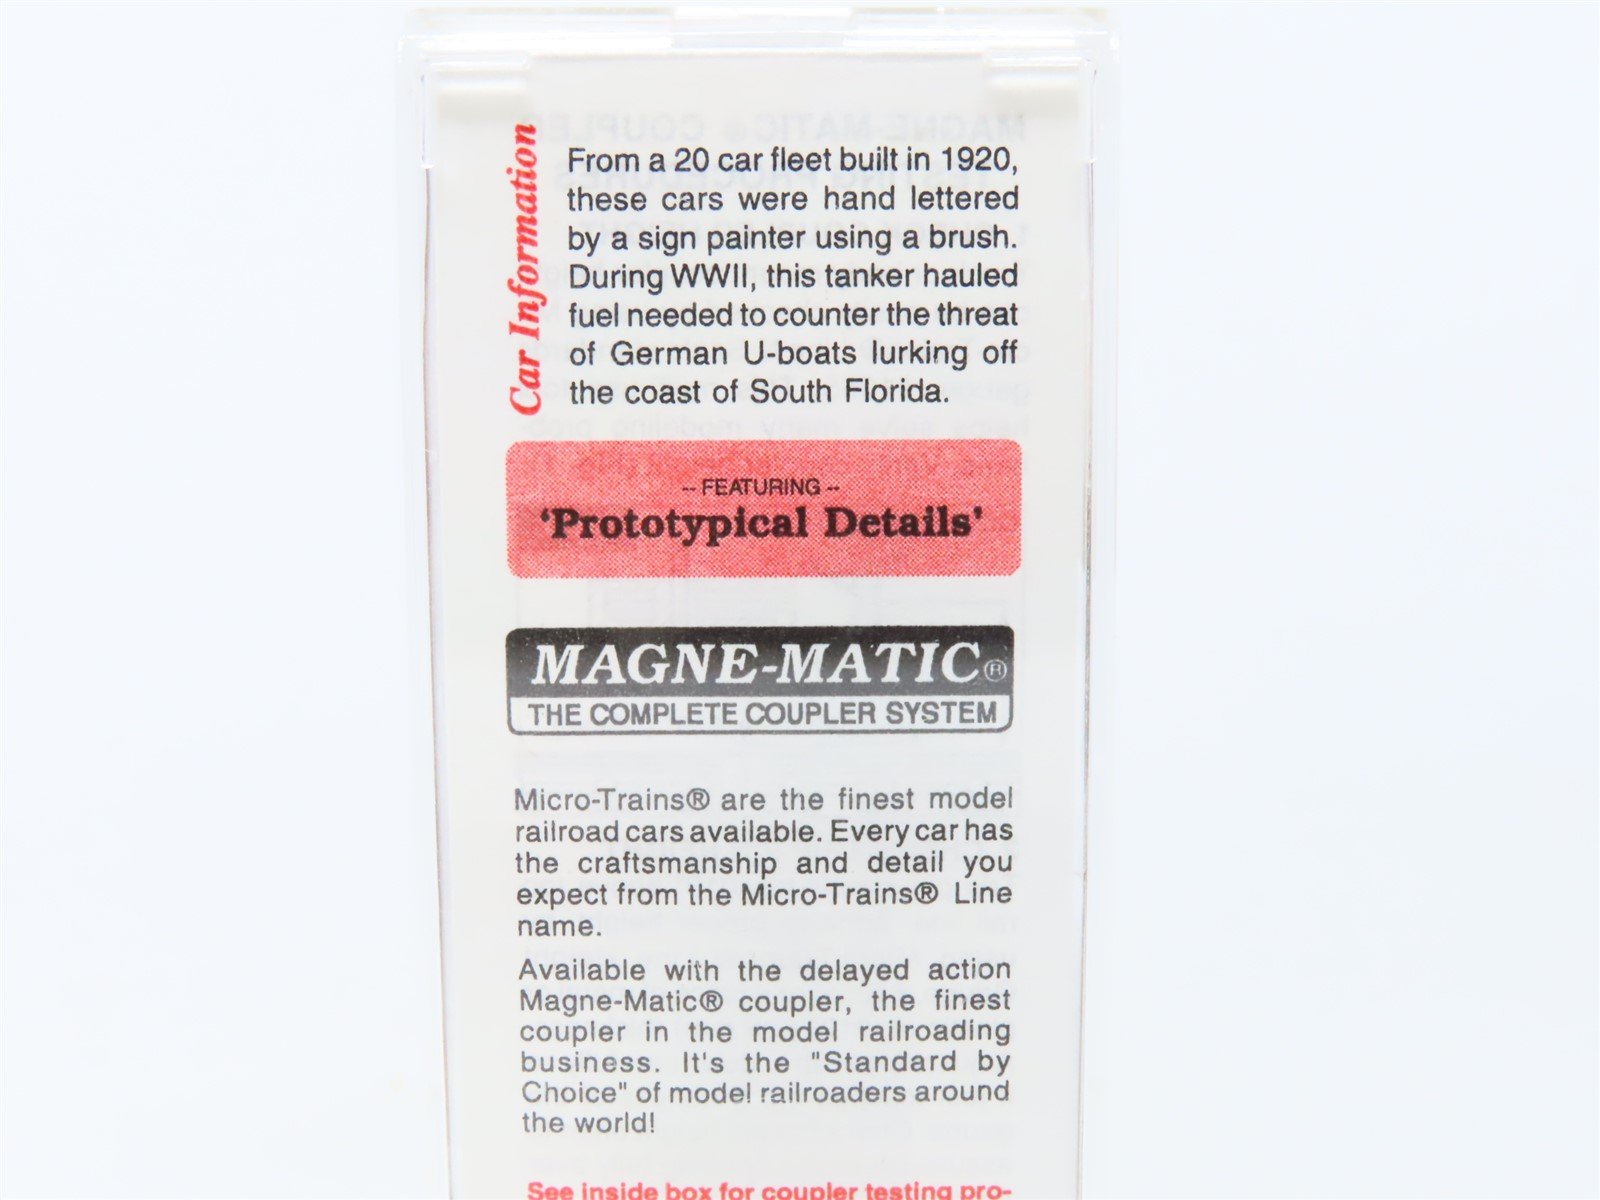 Car Information
From a 20 car fleet built in 1920,
these cars were hand lettered
by a sign painter using a brush.
During WWII, this tanker hauled
fuel needed to counter the threat
of German U-boats lurking off
the coast of South Florida.
-- FEATURING --
'Prototypical Details'
MAGNE-MATIC®
THE COMPLETE COUPLER SYSTEM
Micro-Trains® are the finest model
railroad cars available. Every car has
the craftsmanship and detail you
expect from the Micro-Trains® Line
name.
Available with the delayed action
Magne-Matic® coupler, the finest
coupler in the model railroading
business. It's the "Standard by
Choice" of model railroaders around
the world!
See inside box for coupler testing pro-